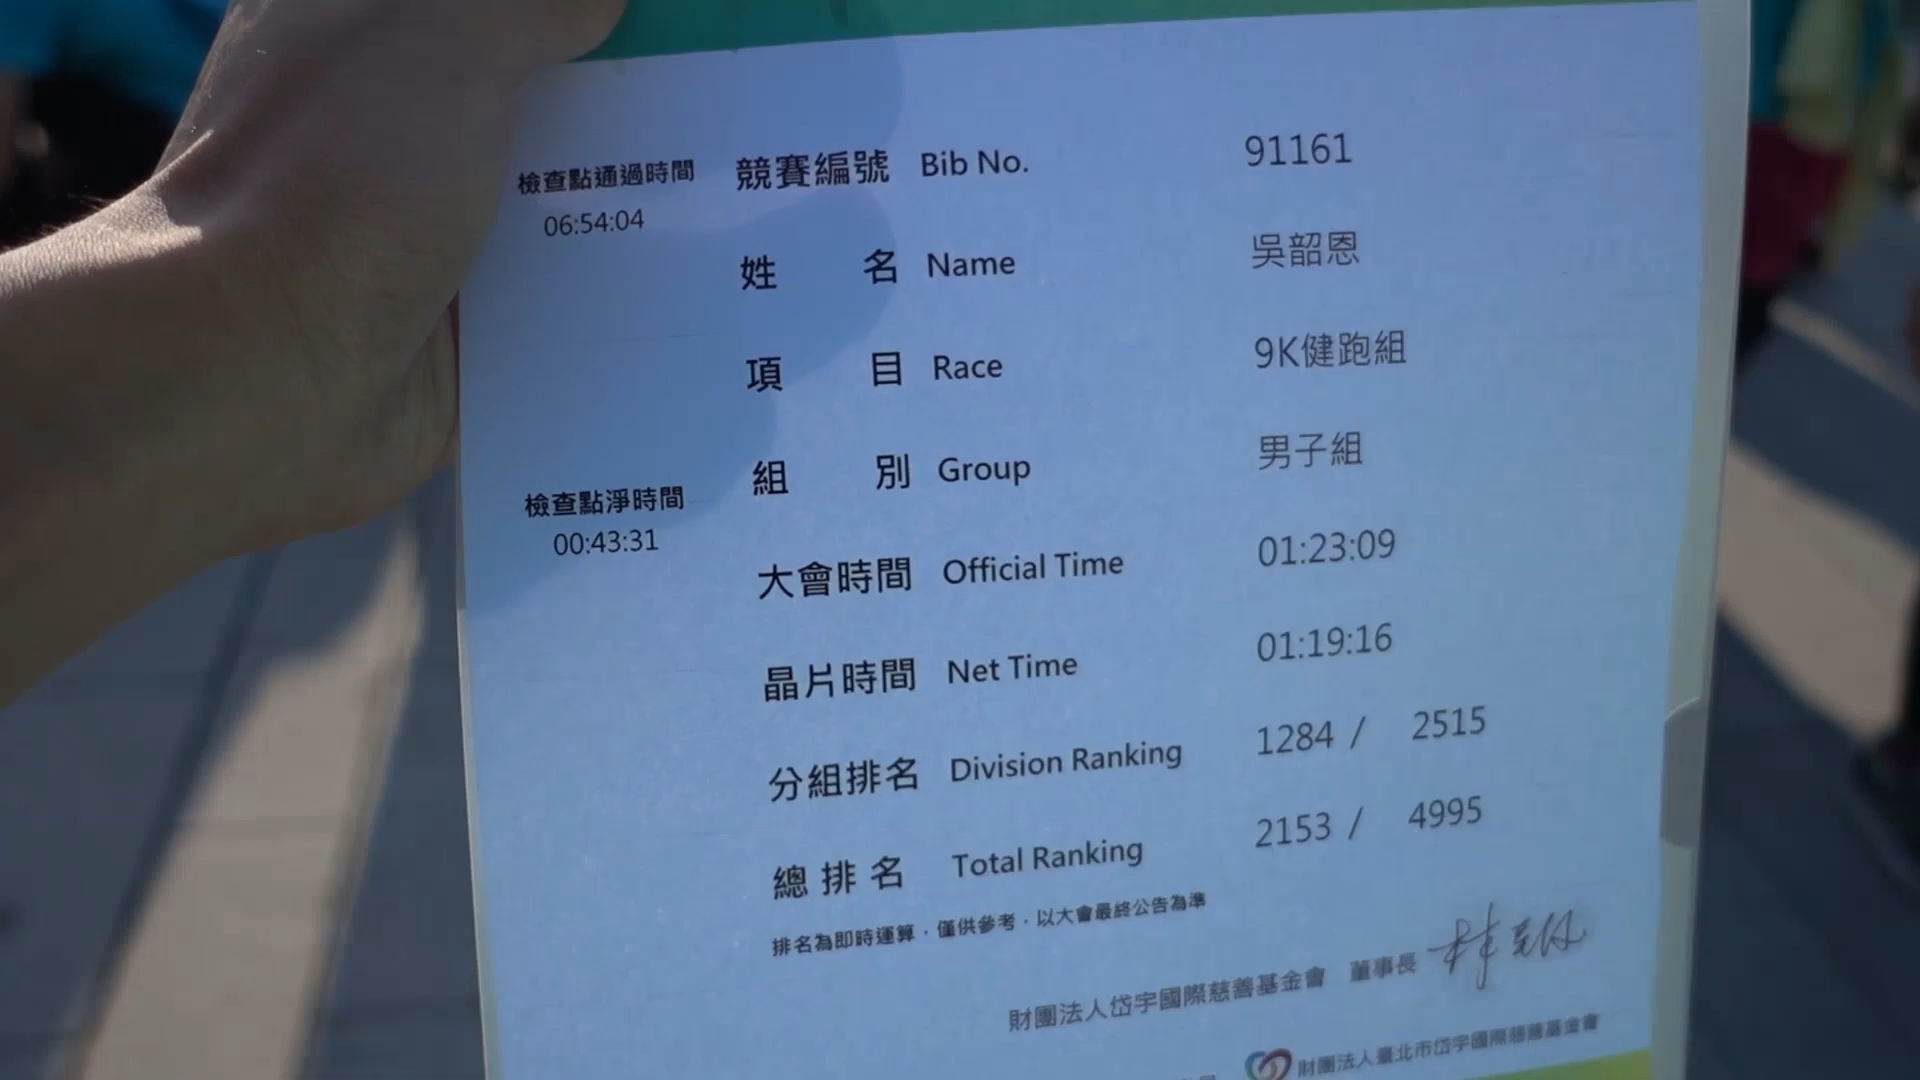 檢查點通過時間
06:54:04
競賽編號 Bib No. 91161
姓名 Name 吳韶恩
項目 Race 9K健跑組
組別 Group 男子組
檢查點淨時間
00:43:31
大會時間 Official Time 01:23:09
晶片時間 Net Time 01:19:16
分組排名 Division Ranking 1284 / 2515
總排名 Total Ranking 2153 / 4995
排名為即時運算，僅供參考，以大會最終公告為準
財團法人岱宇國際慈善基金會 董事長
財團法人臺北市岱宇國際慈善基金會